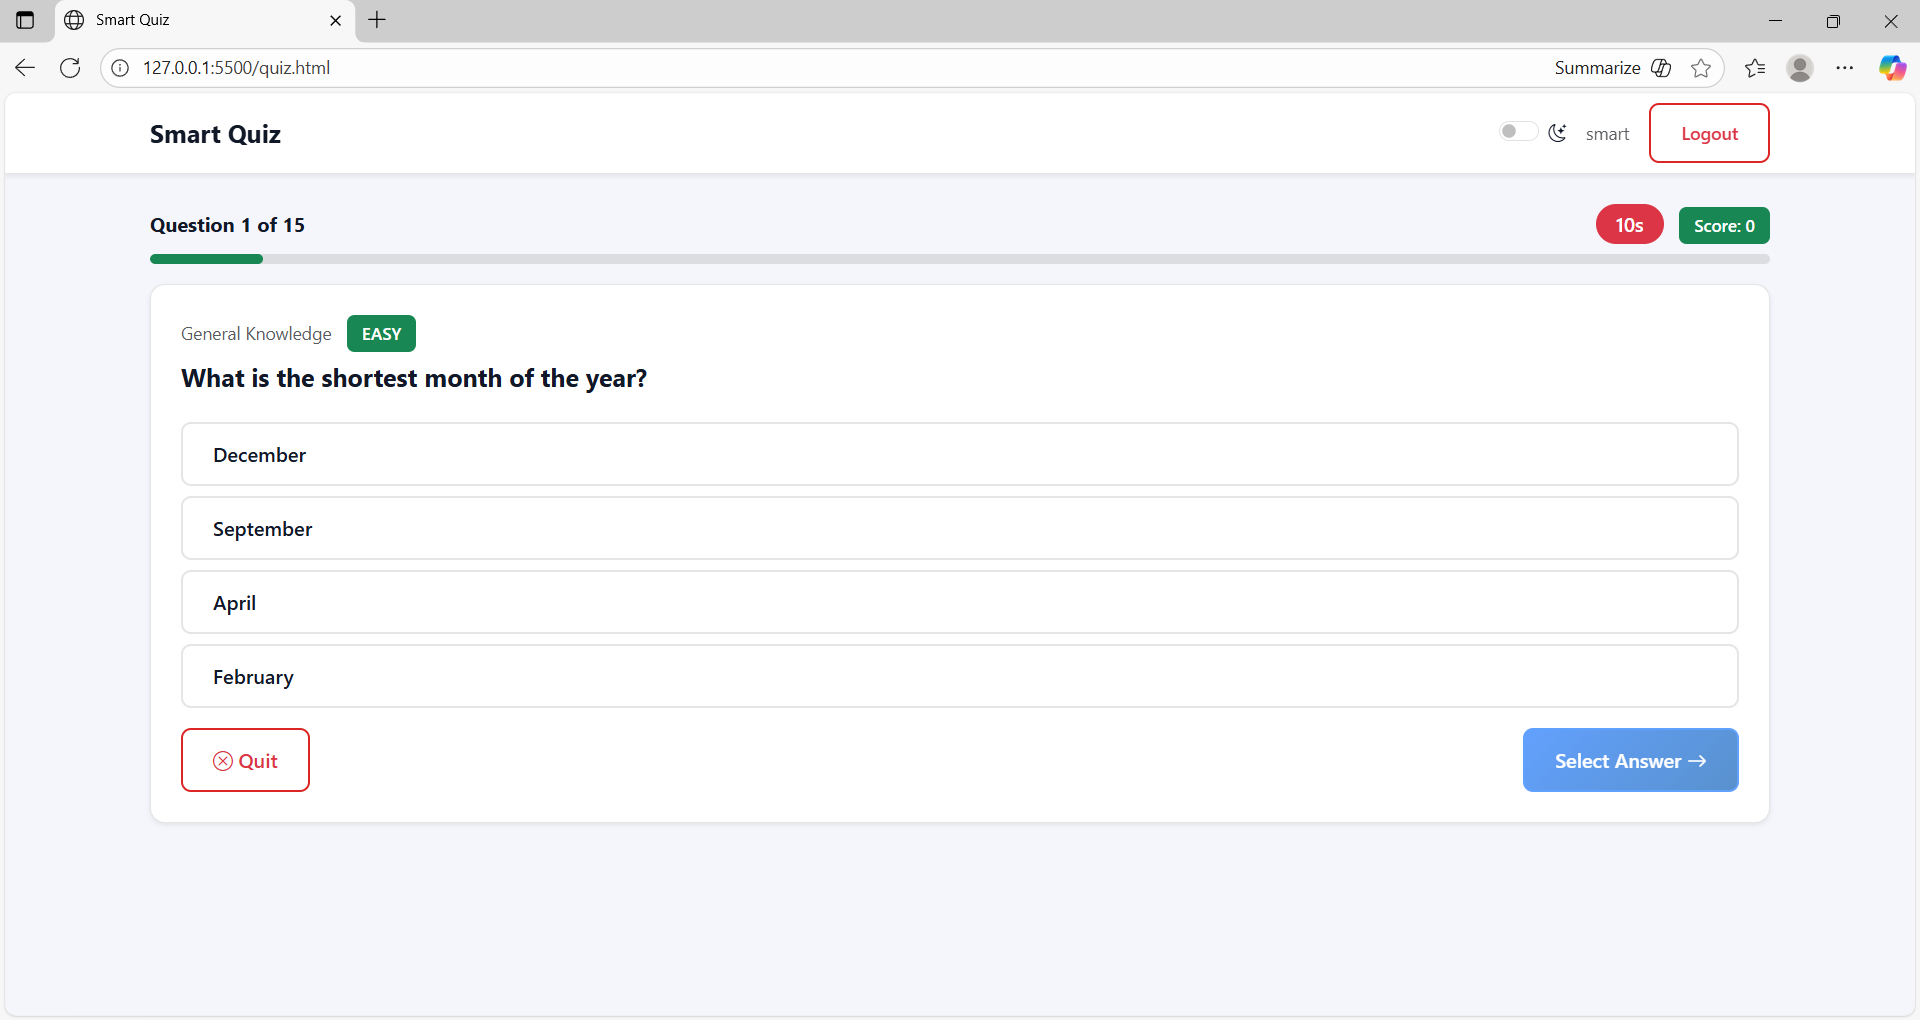 Smart Quiz
127.0.0.1:5500/quiz.html
Summarize
Smart Quiz
smart
Logout
Question 1 of 15
10s
Score: 0
General Knowledge
EASY
What is the shortest month of the year?
December
September
April
February
Quit
Select Answer →